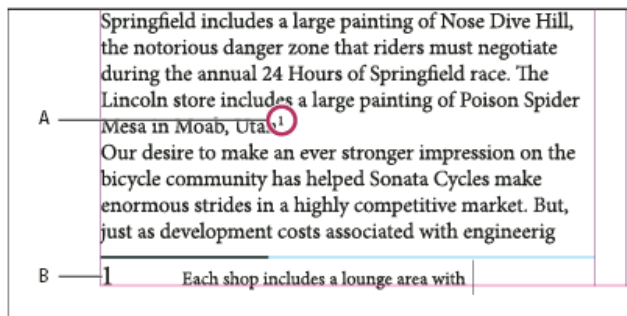 Springfield includes a large painting of Nose Dive Hill,
the notorious danger zone that riders must negotiate
during the annual 24 Hours of Springfield race. The
Lincoln store includes a large painting of Poison Spider
A Mesa in Moab, Utah.1
Our desire to make an ever stronger impression on the
bicycle community has helped Sonata Cycles make
enormous strides in a highly competitive market. But,
just as development costs associated with engineerig
B 1 Each shop includes a lounge area with